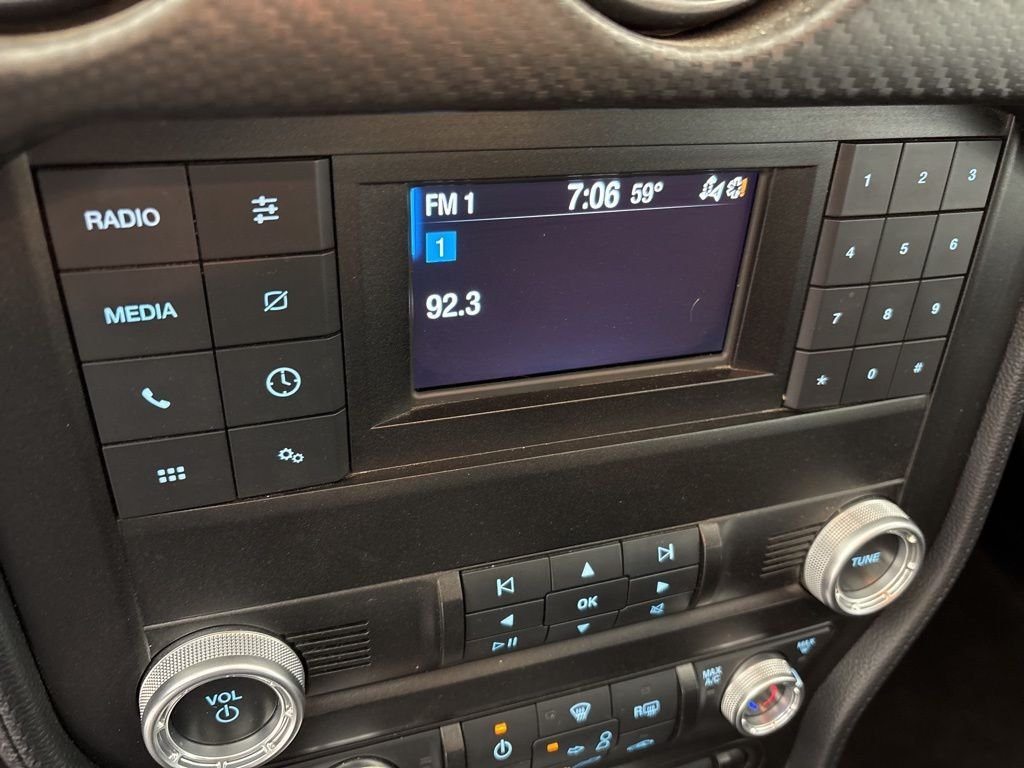 RADIO
MEDIA
FM 1 7:06 59°
1
92.3
1 2 3
4 5 6
7 8 9
* 0 #
OK
TUNE
VOL
MAX
A/C
MAX
R